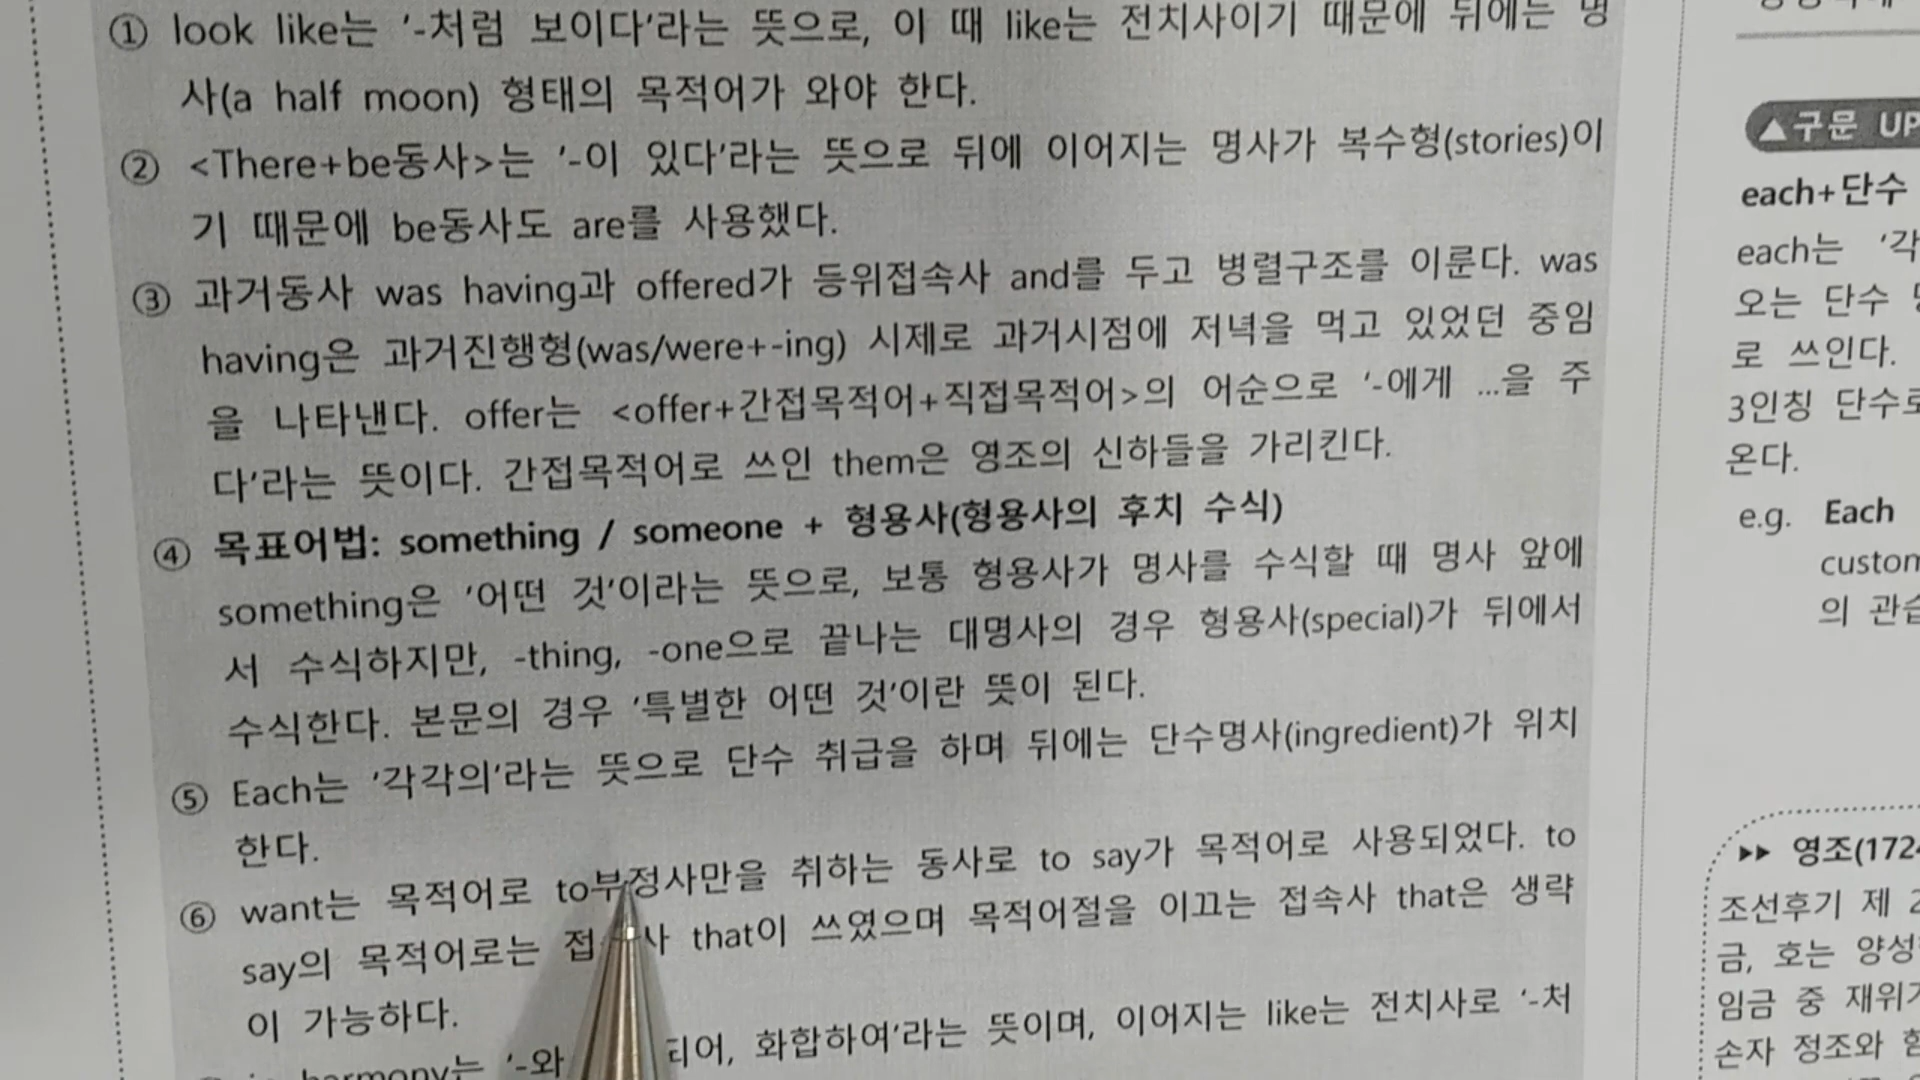 ① look like는 '-처럼 보이다'라는 뜻으로, 이 때 like는 전치사이기 때문에 뒤에는 명
사(a half moon) 형태의 목적어가 와야 한다.
② <There+be동사>는 '-이 있다'라는 뜻으로 뒤에 이어지는 명사가 복수형(stories)이
기 때문에 be동사도 are를 사용했다.
③ 과거동사 was having과 offered가 등위접속사 and를 두고 병렬구조를 이룬다. was
having은 과거진행형(was/were+-ing) 시제로 과거시점에 저녁을 먹고 있었던 중임
을 나타낸다. offer는 <offer+간접목적어+직접목적어>의 어순으로 '-에게 ...을 주
다'라는 뜻이다. 간접목적어로 쓰인 them은 영조의 신하들을 가리킨다.
④ 목표어법: something / someone + 형용사(형용사의 후치 수식)
something은 '어떤 것'이라는 뜻으로, 보통 형용사가 명사를 수식할 때 명사 앞에
서 수식하지만, -thing, -one으로 끝나는 대명사의 경우 형용사(special)가 뒤에서
수식한다. 본문의 경우 '특별한 어떤 것'이란 뜻이 된다.
⑤ Each는 '각각의'라는 뜻으로 단수 취급을 하며 뒤에는 단수명사(ingredient)가 위치
한다.
⑥ want는 목적어로 to부정사만을 취하는 동사로 to say가 목적어로 사용되었다. to
say의 목적어로는 접 사 that이 쓰였으며 목적어절을 이끄는 접속사 that은 생략
이 가능하다.
harmony는 '-와 되어, 화합하여'라는 뜻이며, 이어지는 like는 전치사로 '-처
▲구문 UP
each+단수
each는 '각
오는 단수
로 쓰인다.
3인칭 단수로
온다.
e.g. Each
custom
의 관습
▸▸ 영조(1724
조선후기 제 2
금, 호는 양성
임금 중 재위기
손자 정조와 함